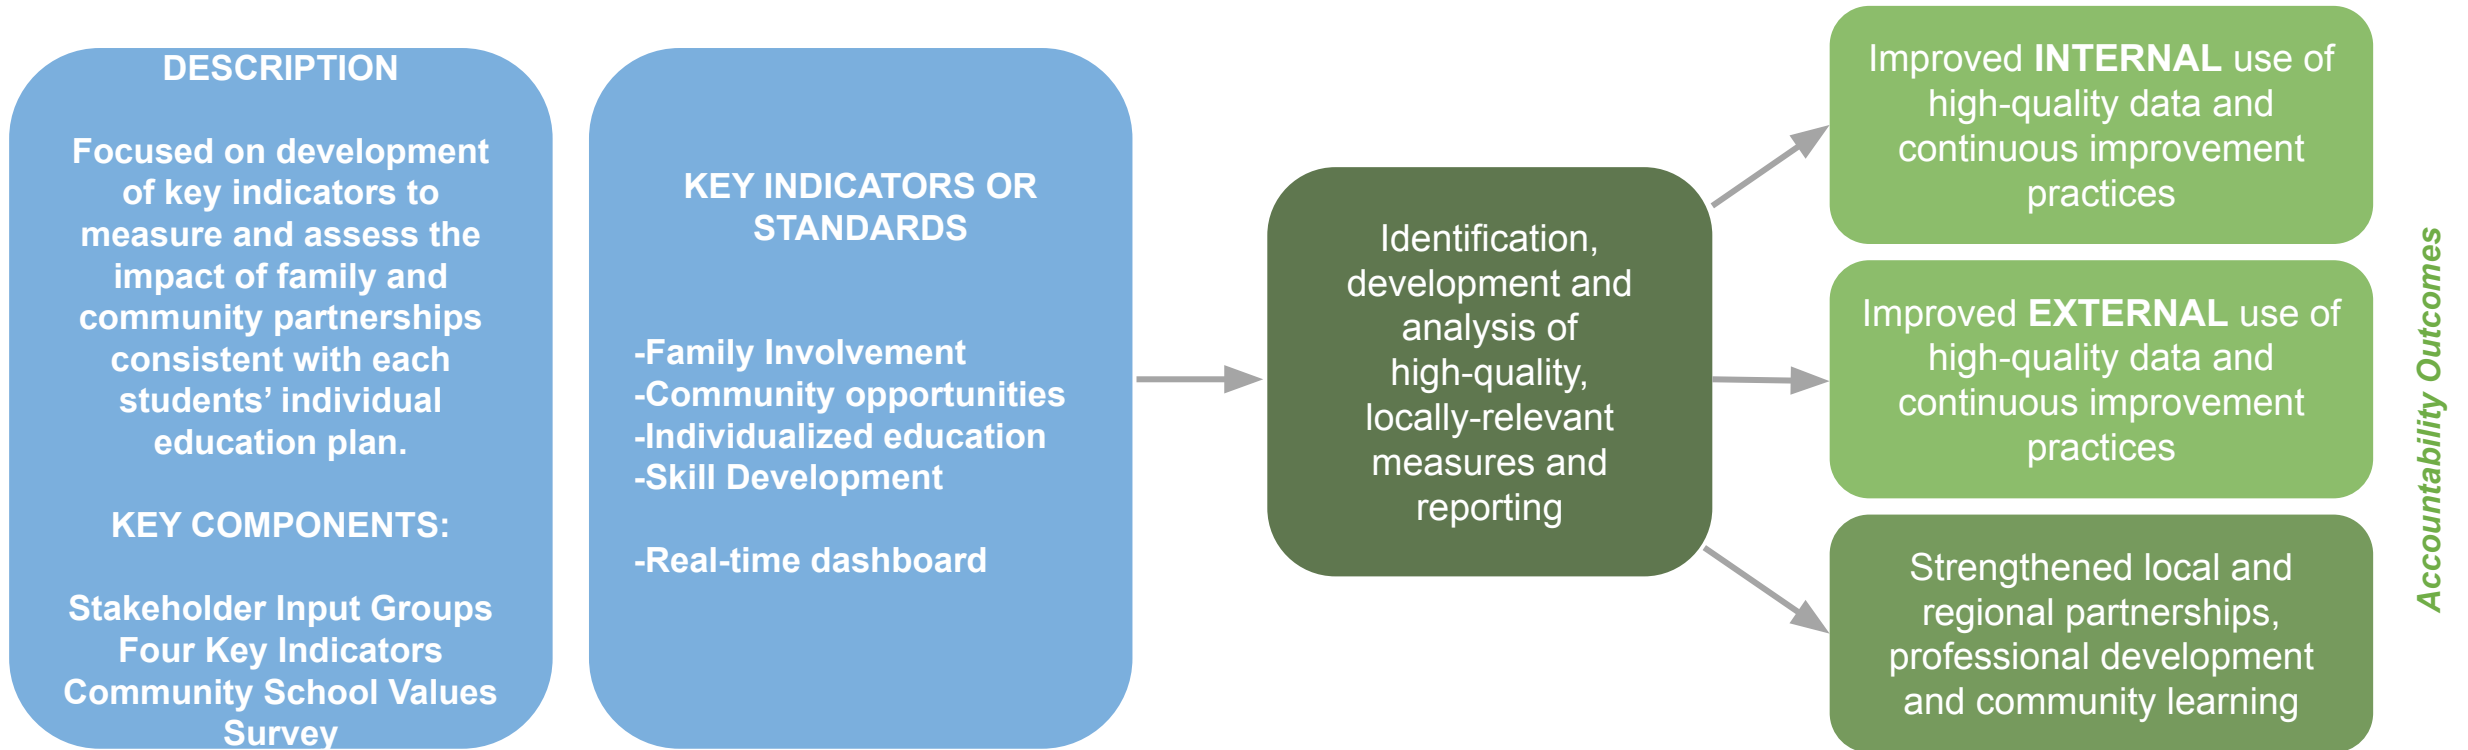 DESCRIPTION
Focused on development
of key indicators to
measure and assess the
impact of family and
community partnerships
consistent with each
students’ individual
education plan.
KEY COMPONENTS:
Stakeholder Input Groups
Four Key Indicators
Community School Values
Survey
KEY INDICATORS OR
STANDARDS
-Family Involvement
-Community opportunities
-Individualized education
-Skill Development
-Real-time dashboard
Identification,
development and
analysis of
high-quality,
locally-relevant
measures and
reporting
Improved INTERNAL use of
high-quality data and
continuous improvement
practices
Improved EXTERNAL use of
high-quality data and
continuous improvement
practices
Strengthened local and
regional partnerships,
professional development
and community learning
Accountability Outcomes